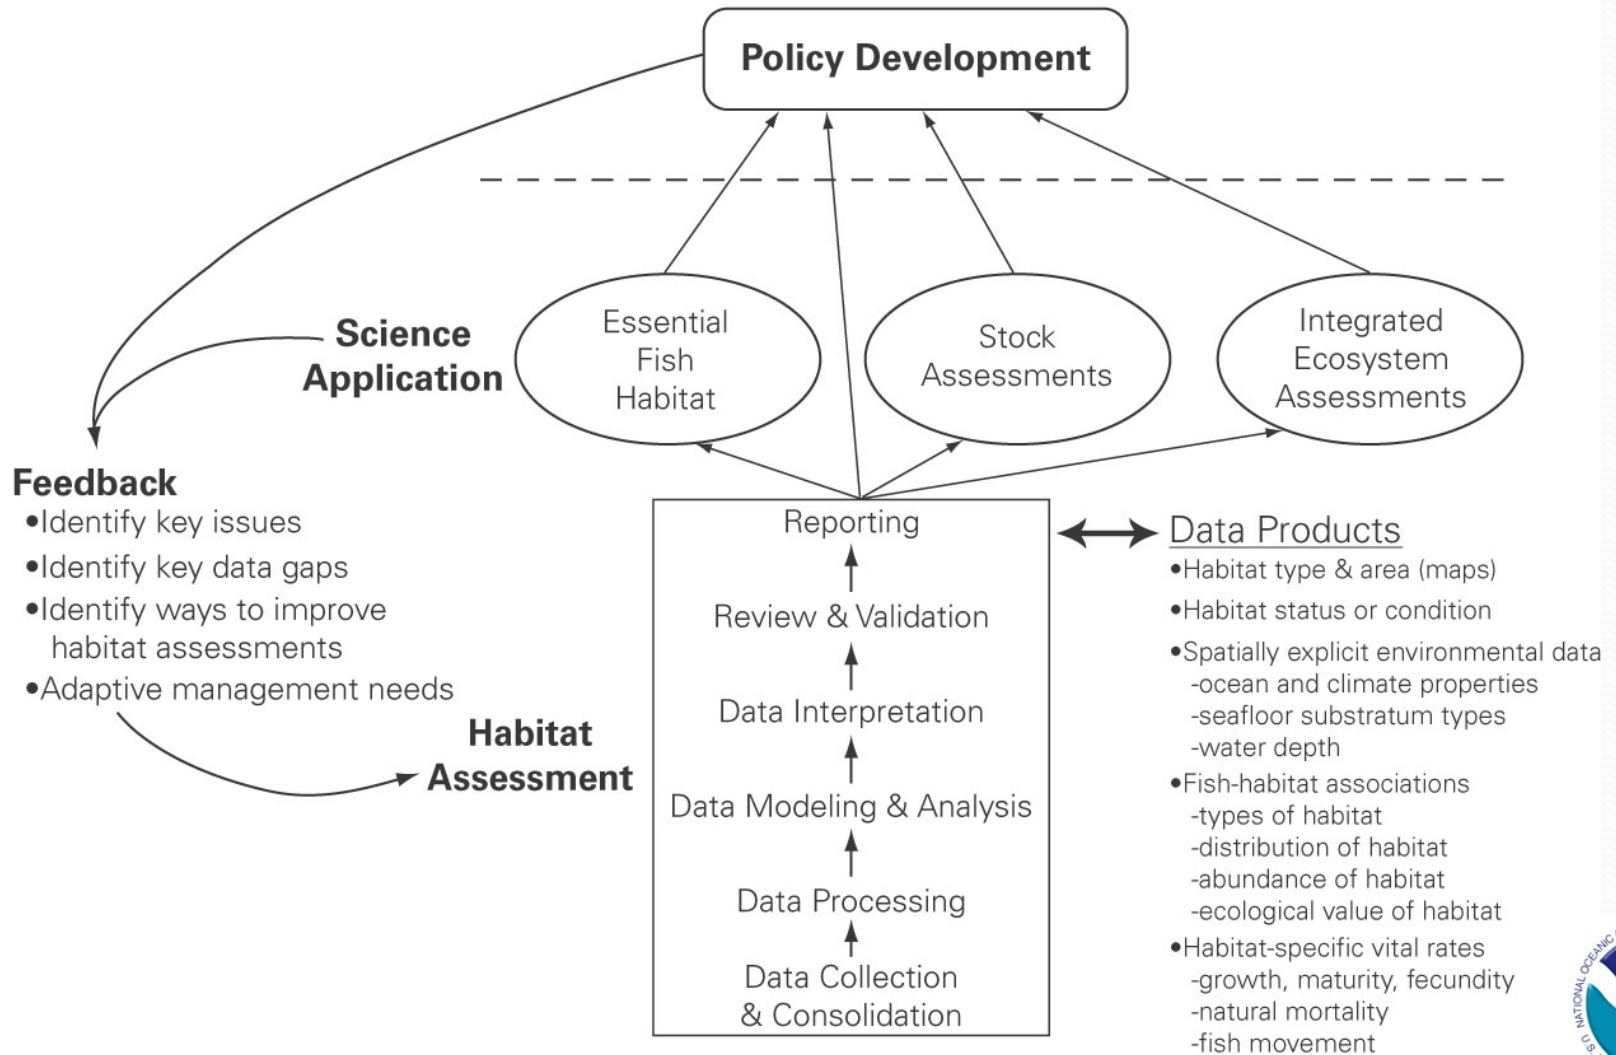 Policy Development
Science
Application
Essential
Fish
Habitat
Stock
Assessments
Integrated
Ecosystem
Assessments
Feedback
•Identify key issues
•Identify key data gaps
•Identify ways to improve
habitat assessments
•Adaptive management needs
Habitat
Assessment
Reporting
Review & Validation
Data Interpretation
Data Modeling & Analysis
Data Processing
Data Collection
& Consolidation
Data Products
•Habitat type & area (maps)
•Habitat status or condition
•Spatially explicit environmental data
-ocean and climate properties
-seafloor substratum types
-water depth
•Fish-habitat associations
-types of habitat
-distribution of habitat
-abundance of habitat
-ecological value of habitat
•Habitat-specific vital rates
-growth, maturity, fecundity
-natural mortality
-fish movement
NATIONAL OCEANIC